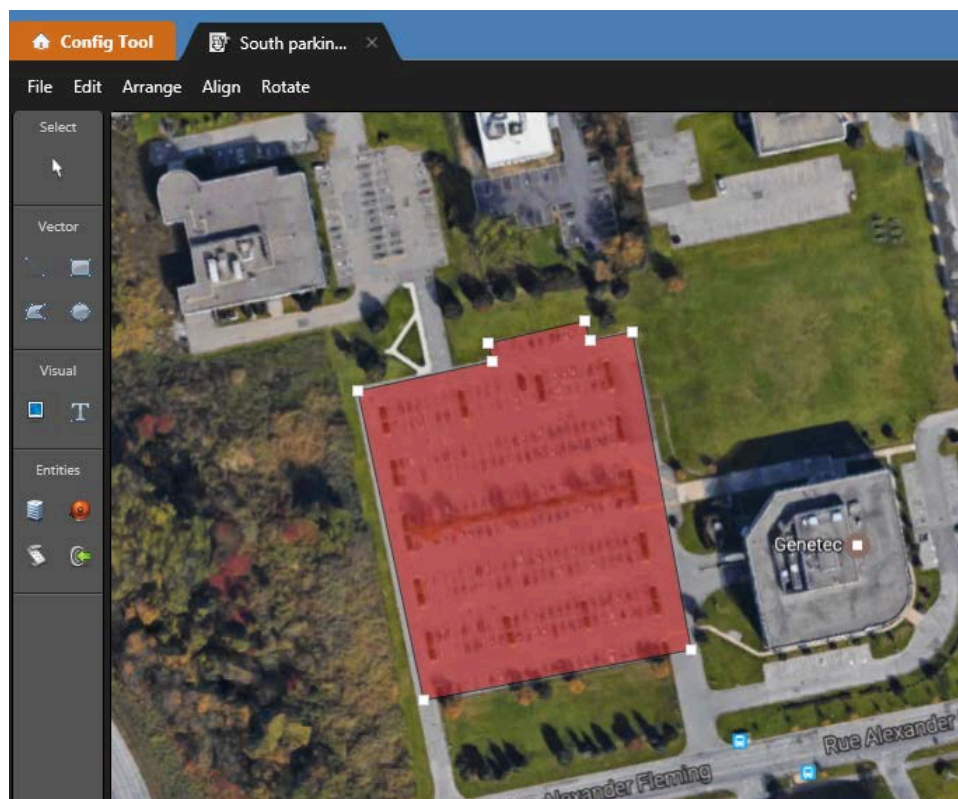 Config Tool
South parkin...
File Edit Arrange Align Rotate
Select
Vector
Visual
T
Entities
Genetec
Rue Alexander
Alexander Fleming